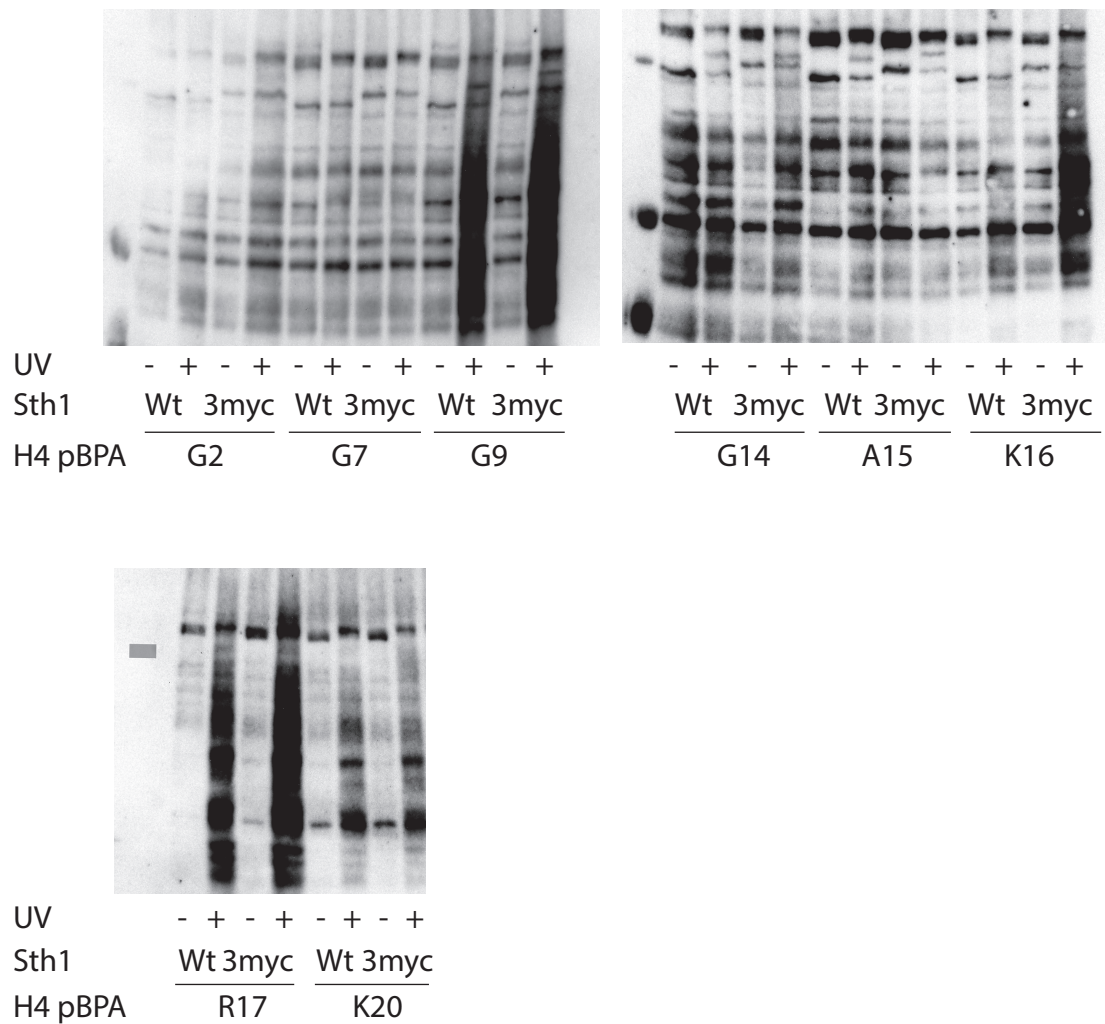 UV - + - + - + - + - + - + - + - + - + - + - + - +
Sth1 Wt 3myc Wt 3myc Wt 3myc Wt 3myc Wt 3myc Wt 3myc
H4 pBPA G2 G7 G9 G14 A15 K16
UV - + - + - + - +
Sth1 Wt 3myc Wt 3myc
H4 pBPA R17 K20